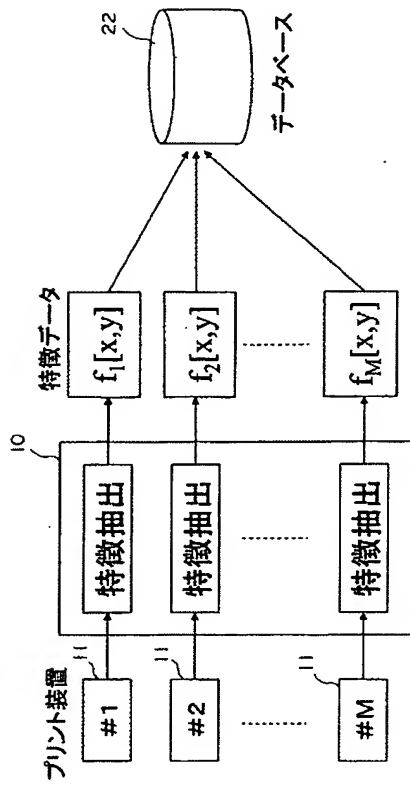 プリント装置
#1
11
#2
11
#M
11
10
特徴抽出
特徴抽出
特徴抽出
特徴データ
f₁[x,y]
f₂[x,y]
f_M[x,y]
22
データベース